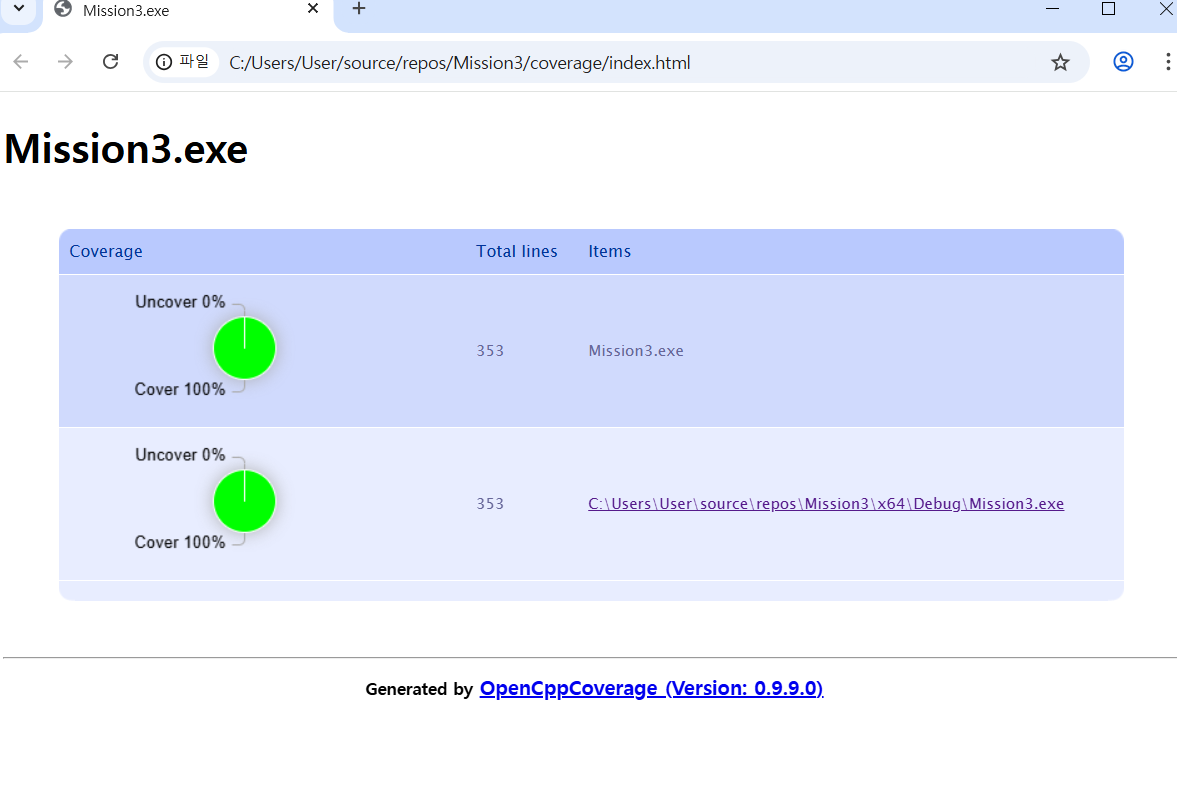 Mission3.exe
파일 C:/Users/User/source/repos/Mission3/coverage/index.html
Mission3.exe
Coverage Total lines Items
Uncover 0%
Cover 100%
353 Mission3.exe
Uncover 0%
Cover 100%
353 C:\Users\User\source\repos\Mission3\x64\Debug\Mission3.exe
Generated by OpenCppCoverage (Version: 0.9.9.0)